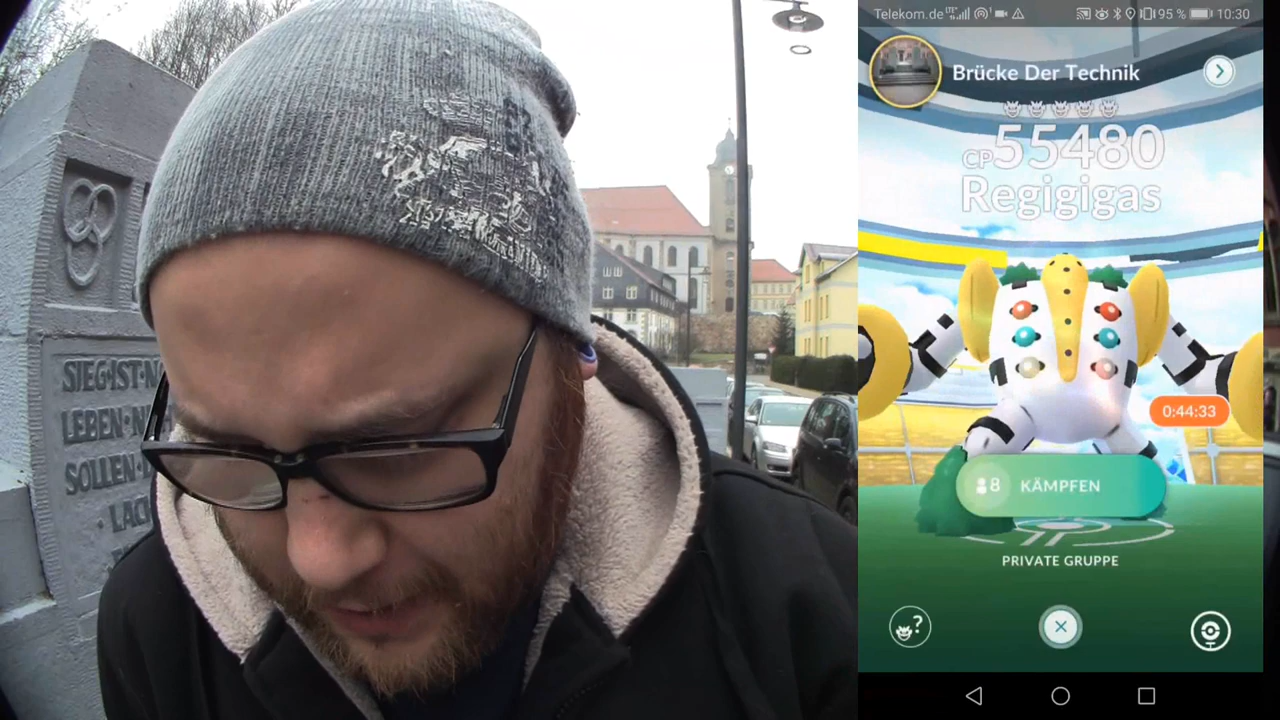 SIEG·IST·N
LEBEN·N
SOLLEN·
·LAC
Telekom.de 95 % 10:30
Brücke Der Technik
CP55480
Regigigas
0:44:33
8 KÄMPFEN
PRIVATE GRUPPE
?